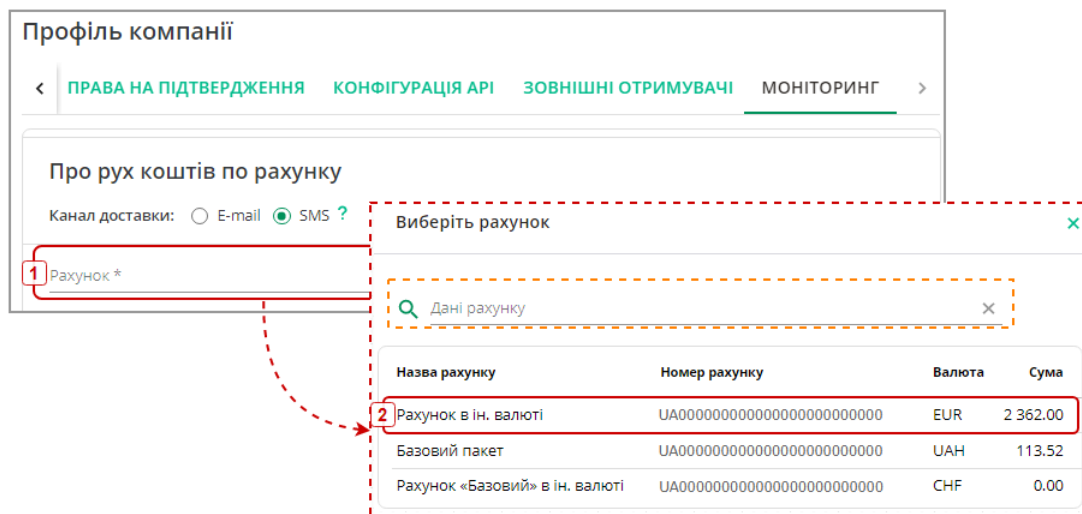 Профіль компанії
ПРАВА НА ПІДТВЕРДЖЕННЯ КОНФІГУРАЦІЯ API ЗОВНІШНІ ОТРИМУВАЧІ МОНІТОРИНГ
Про рух коштів по рахунку
Канал доставки: E-mail SMS ?
1 Рахунок *
Виберіть рахунок
Дані рахунку
Назва рахунку Номер рахунку Валюта Сума
2 Рахунок в ін. валюті UA0000000000000000000000000 EUR 2 362.00
Базовий пакет UA0000000000000000000000000 UAH 113.52
Рахунок «Базовий» в ін. валюті UA0000000000000000000000000 CHF 0.00